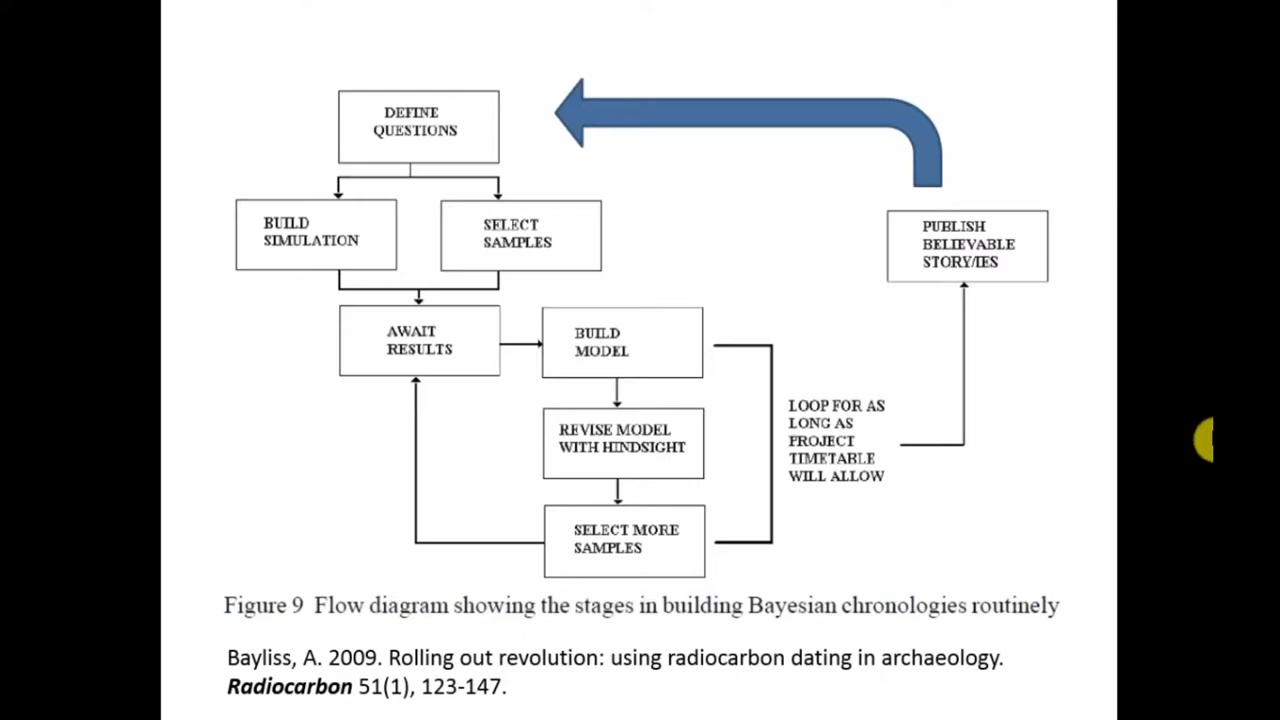 DEFINE
QUESTIONS
BUILD
SIMULATION
SELECT
SAMPLES
PUBLISH
BELIEVABLE
STORY/IES
AWAIT
RESULTS
BUILD
MODEL
REVISE MODEL
WITH HINDSIGHT
SELECT MORE
SAMPLES
LOOP FOR AS
LONG AS
PROJECT
TIMETABLE
WILL ALLOW
Figure 9 Flow diagram showing the stages in building Bayesian chronologies routinely
Bayliss, A. 2009. Rolling out revolution: using radiocarbon dating in archaeology.
Radiocarbon 51(1), 123-147.